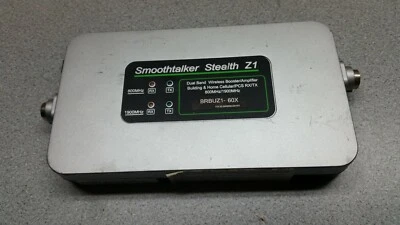 Smoothtalker Stealth Z1
Dual Band Wireless Booster/Amplifier
Building & Home Cellular/PCS RX/TX
800MHz/1900MHz
800MHz RX TX
BRBUZ1- 60X
1900MHz RX TX